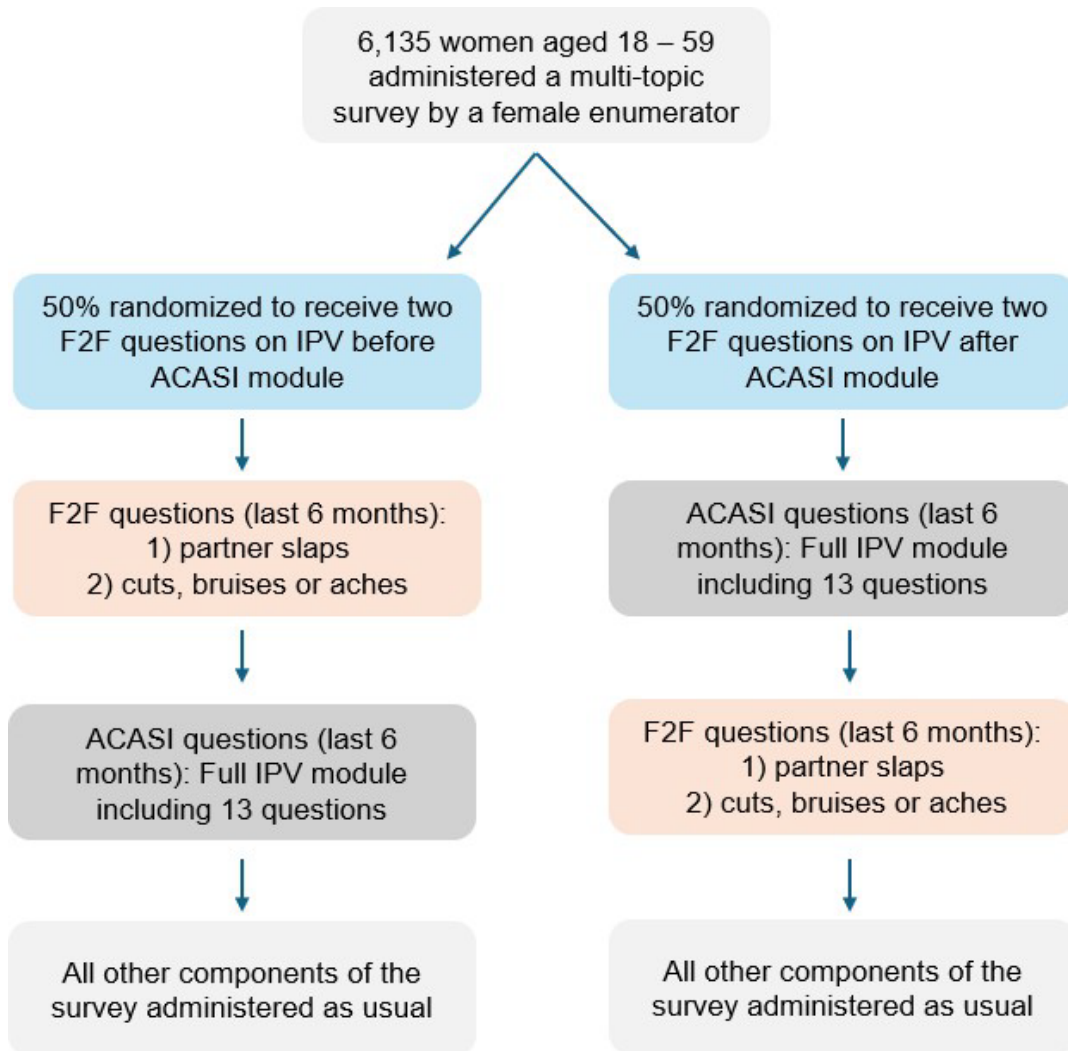 6,135 women aged 18 – 59
administered a multi-topic
survey by a female enumerator
50% randomized to receive two
F2F questions on IPV before
ACASI module
F2F questions (last 6 months):
1) partner slaps
2) cuts, bruises or aches
ACASI questions (last 6
months): Full IPV module
including 13 questions
All other components of the
survey administered as usual
50% randomized to receive two
F2F questions on IPV after
ACASI module
ACASI questions (last 6
months): Full IPV module
including 13 questions
F2F questions (last 6 months):
1) partner slaps
2) cuts, bruises or aches
All other components of the
survey administered as usual